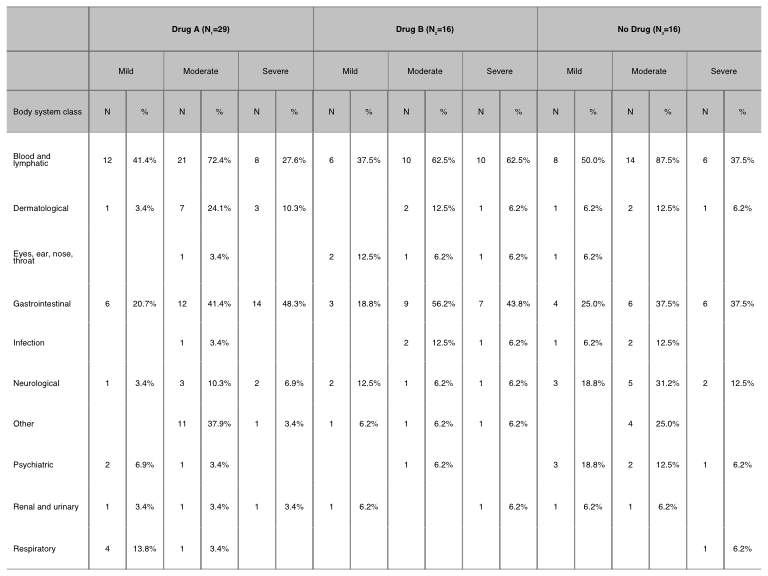 Drug A (N₁=29) Drug B (N₂=16) No Drug (N₃=16)
Mild Moderate Severe Mild Moderate Severe Mild Moderate Severe
Body system class N % N % N % N % N % N % N % N % N %
Blood and
lymphatic 12 41.4% 21 72.4% 8 27.6% 6 37.5% 10 62.5% 10 62.5% 8 50.0% 14 87.5% 6 37.5%
Dermatological 1 3.4% 7 24.1% 3 10.3% 2 12.5% 1 6.2% 1 6.2% 2 12.5% 1 6.2%
Eyes, ear, nose,
throat 1 3.4% 2 12.5% 1 6.2% 1 6.2% 1 6.2%
Gastrointestinal 6 20.7% 12 41.4% 14 48.3% 3 18.8% 9 56.2% 7 43.8% 4 25.0% 6 37.5% 6 37.5%
Infection 1 3.4% 2 12.5% 1 6.2% 1 6.2% 2 12.5%
Neurological 1 3.4% 3 10.3% 2 6.9% 2 12.5% 1 6.2% 1 6.2% 3 18.8% 5 31.2% 2 12.5%
Other 11 37.9% 1 3.4% 1 6.2% 1 6.2% 1 6.2% 4 25.0%
Psychiatric 2 6.9% 1 3.4% 1 6.2% 3 18.8% 2 12.5% 1 6.2%
Renal and urinary 1 3.4% 1 3.4% 1 3.4% 1 6.2% 1 6.2% 1 6.2% 1 6.2%
Respiratory 4 13.8% 1 3.4% 1 6.2%